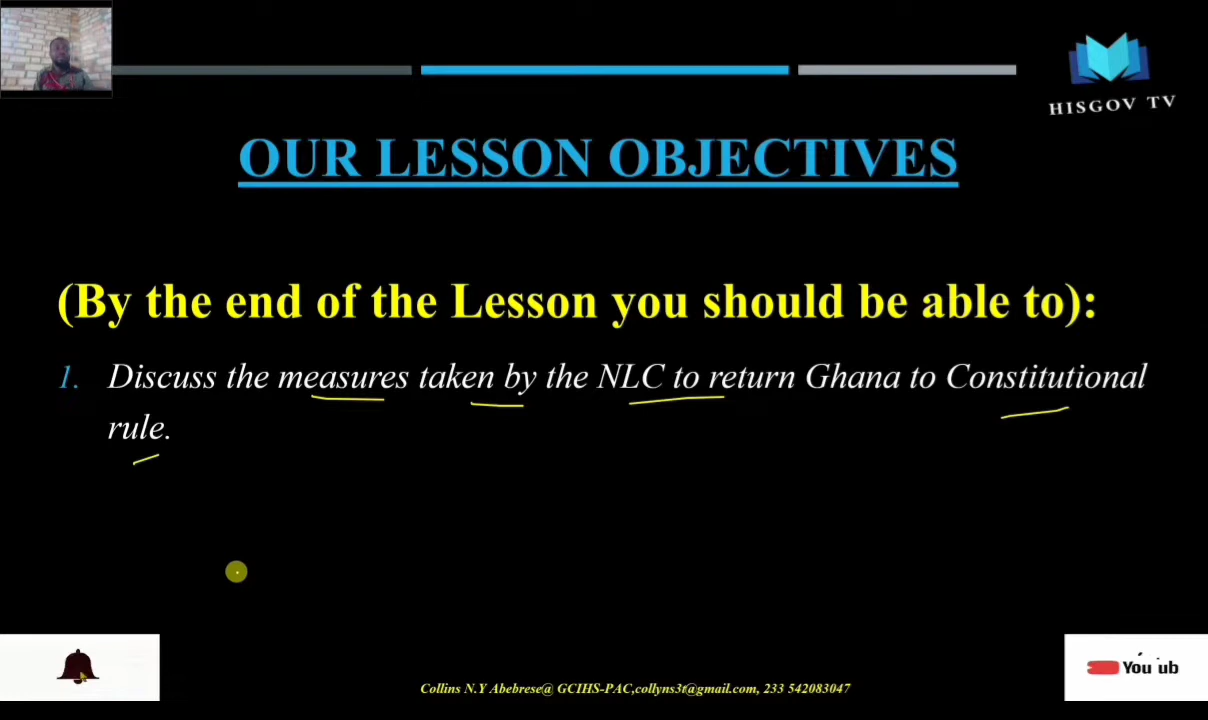 HISGOV TV
OUR LESSON OBJECTIVES
(By the end of the Lesson you should be able to):
1. Discuss the measures taken by the NLC to return Ghana to Constitutional
rule.
Collins N.Y Abebrese@ GCIHS-PAC,collyns3t@gmail.com, 233 542083047
You ub